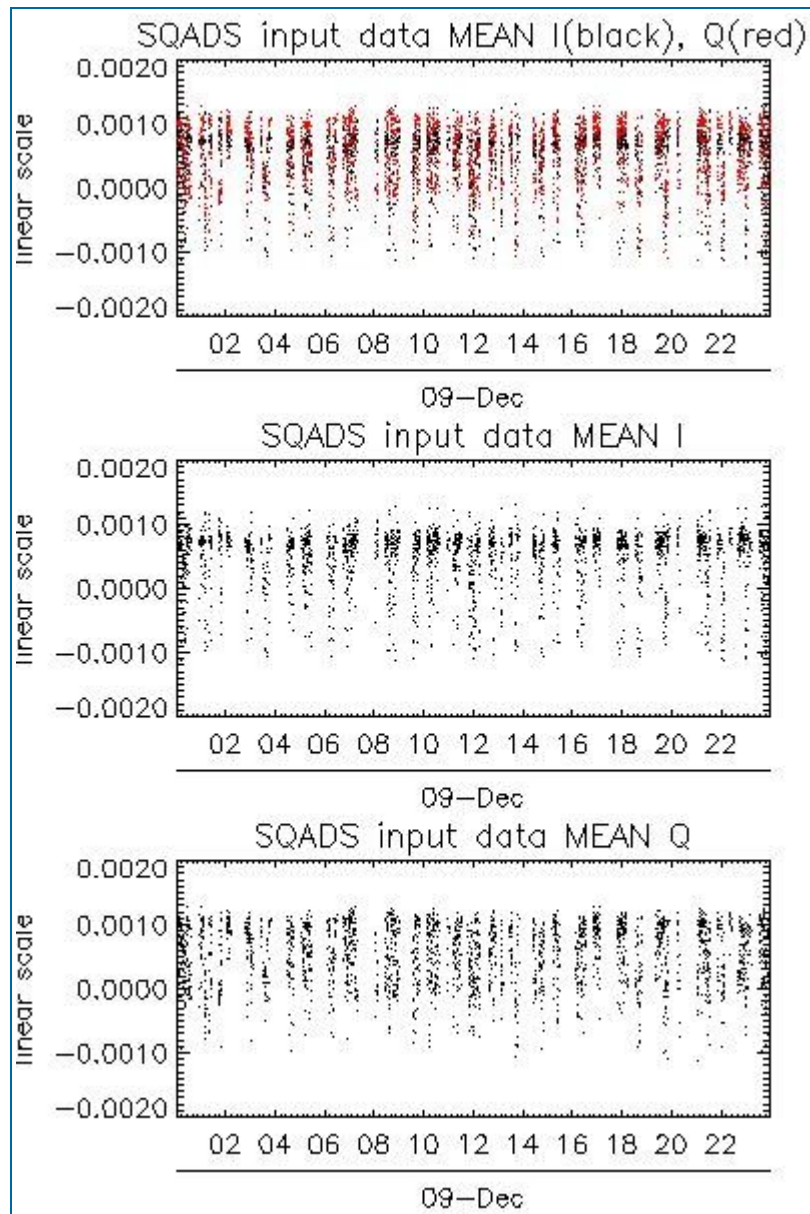 SQADS input data MEAN I(black), Q(red)
linear scale
0.0020
0.0010
0.0000
-0.0010
-0.0020
02 04 06 08 10 12 14 16 18 20 22
09-Dec
SQADS input data MEAN I
linear scale
0.0020
0.0010
0.0000
-0.0010
-0.0020
02 04 06 08 10 12 14 16 18 20 22
09-Dec
SQADS input data MEAN Q
linear scale
0.0020
0.0010
0.0000
-0.0010
-0.0020
02 04 06 08 10 12 14 16 18 20 22
09-Dec